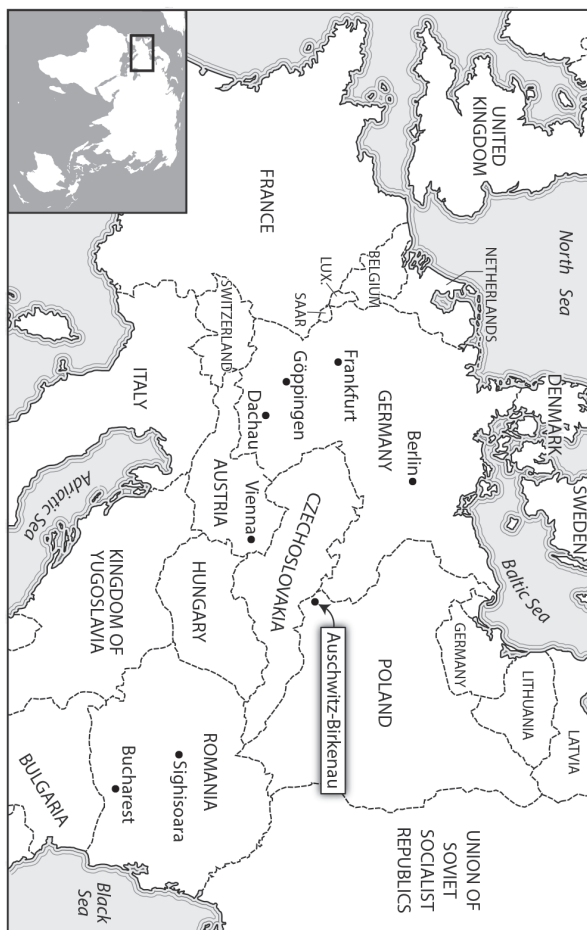 North
Sea
DENMARK
SWEDEN
Baltic Sea
LATVIA
LITHUANIA
UNITED
KINGDOM
NETHERLANDS
BELGIUM
LUX.
SAAR
Berlin
GERMANY
Frankfurt
Göppingen
Dachau
GERMANY
POLAND
UNION OF
SOVIET
SOCIALIST
REPUBLICS
Auschwitz-Birkenau
FRANCE
SWITZERLAND
CZECHOSLOVAKIA
Vienna
AUSTRIA
HUNGARY
ROMANIA
Sighisoara
Bucharest
ITALY
Adriatic Sea
KINGDOM OF
YUGOSLAVIA
BULGARIA
Black
Sea